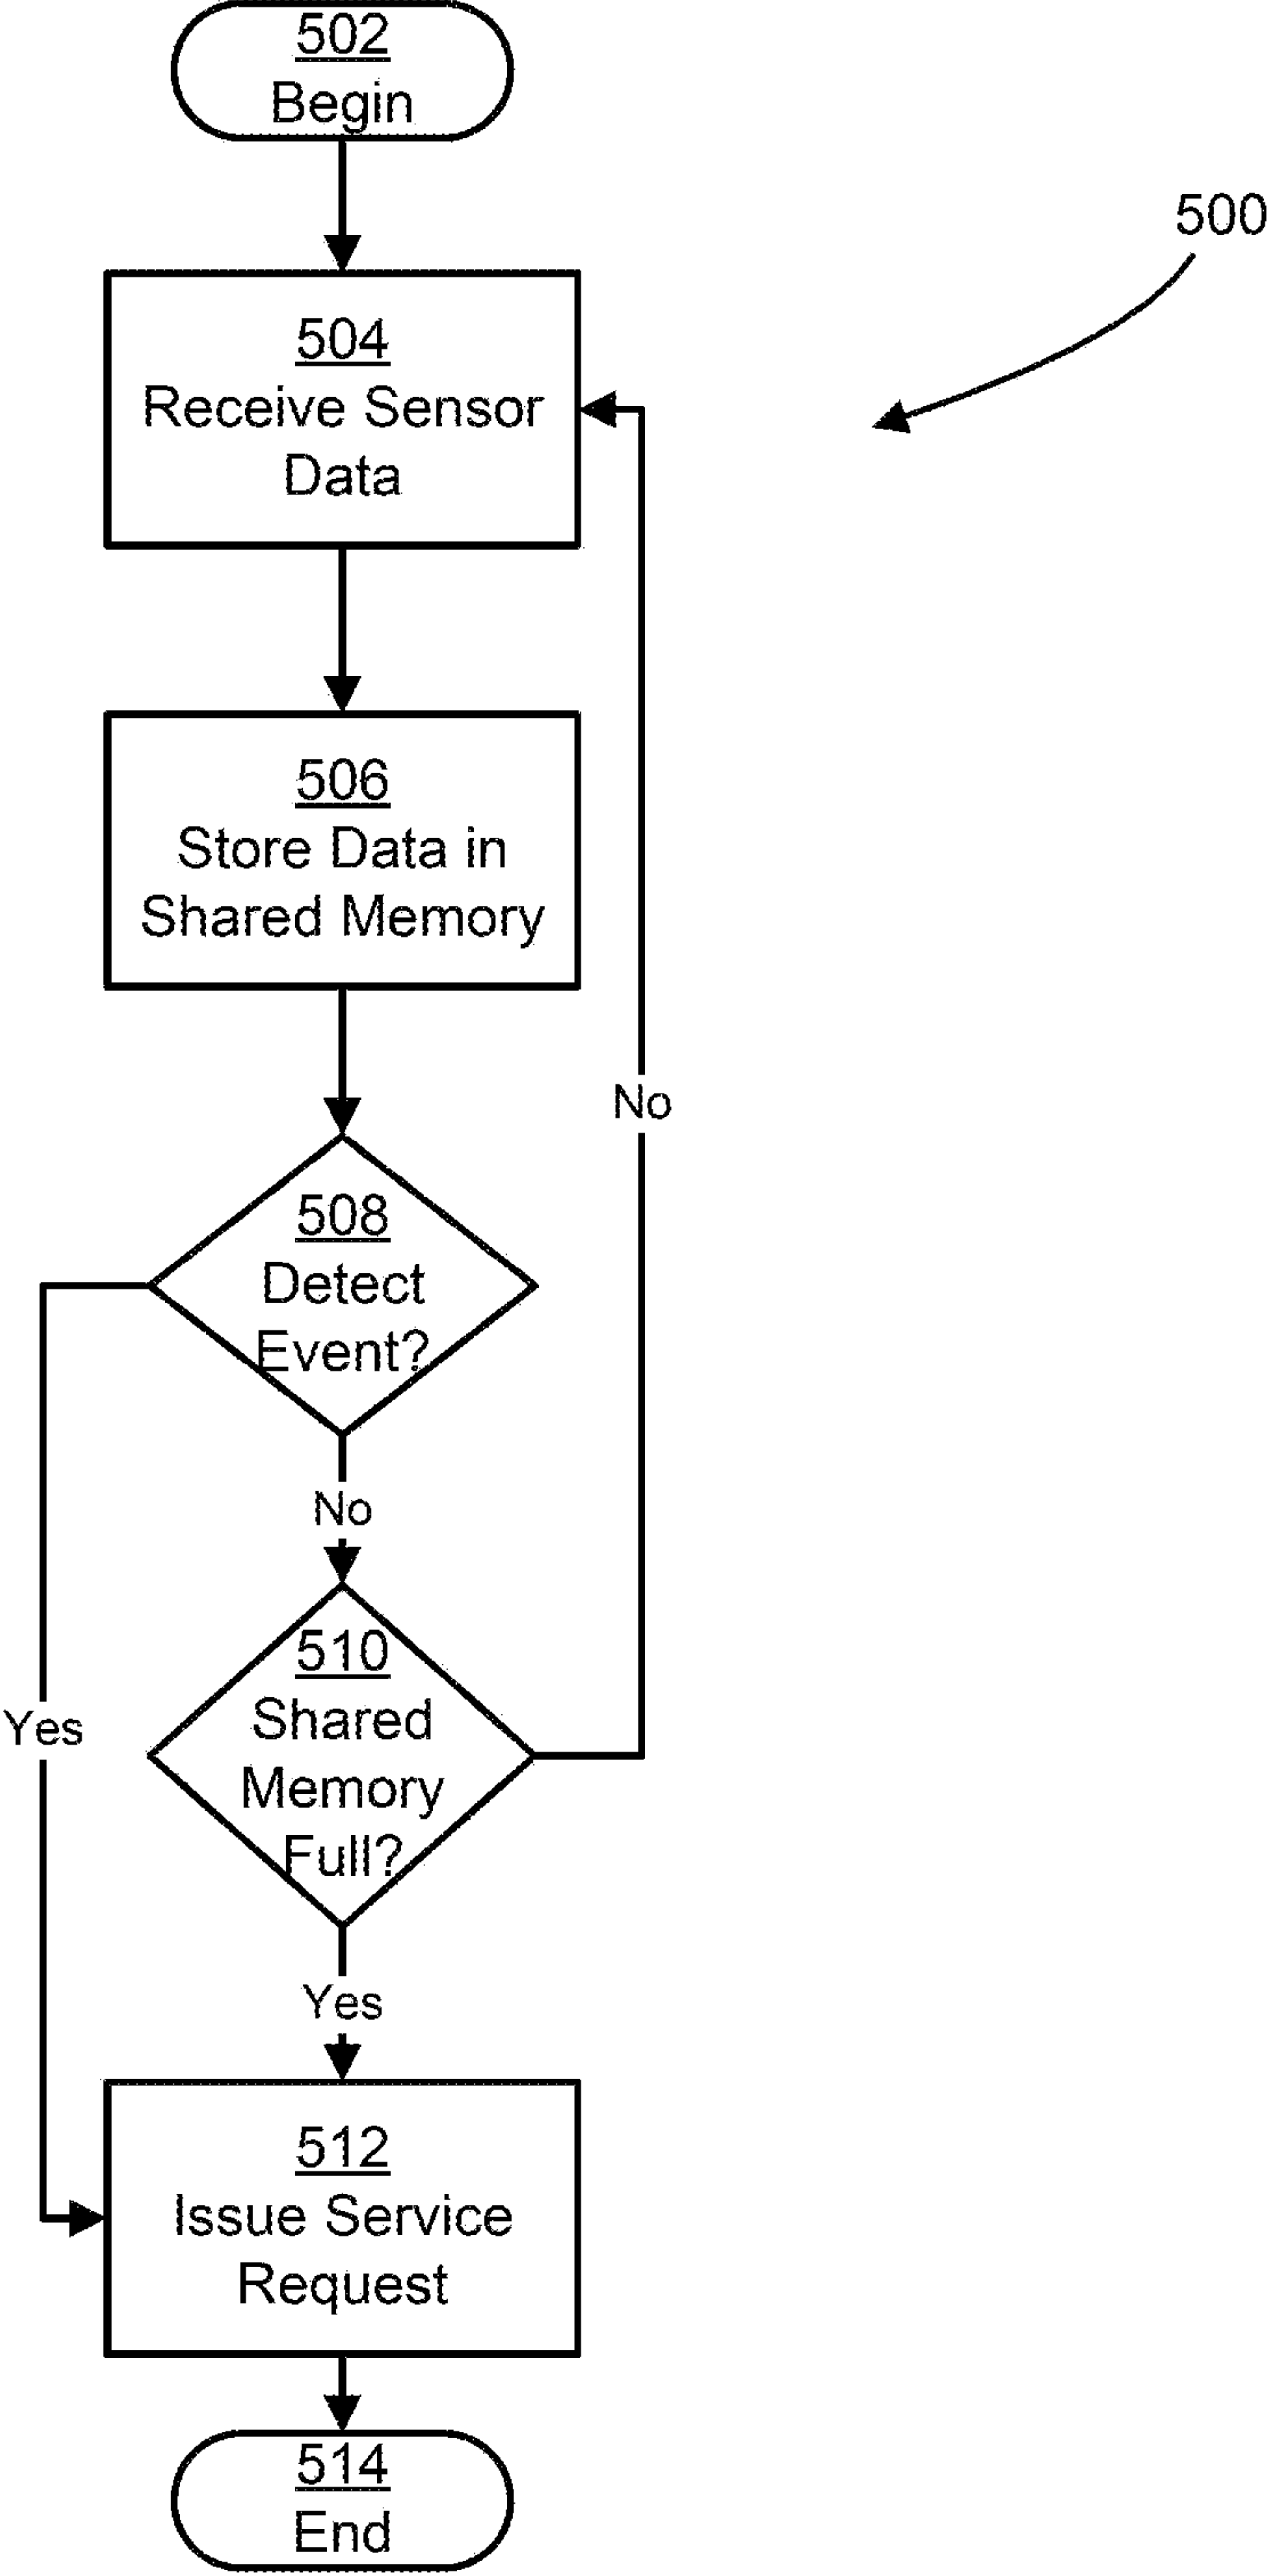 502
Begin
500
504
Receive Sensor
Data
506
Store Data in
Shared Memory
No
508
Detect
Event?
No
510
Shared
Memory
Full?
Yes
Yes
512
Issue Service
Request
514
End